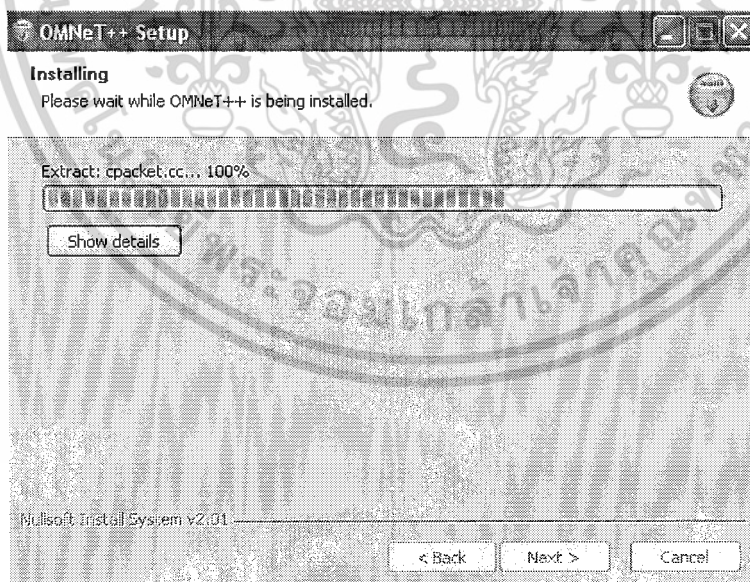 OMNeT++ Setup
Installing
Please wait while OMNeT++ is being installed.
Extract: cpacket.cc... 100%
Show details
Nullsoft Install System v2.01
< Back Next > Cancel